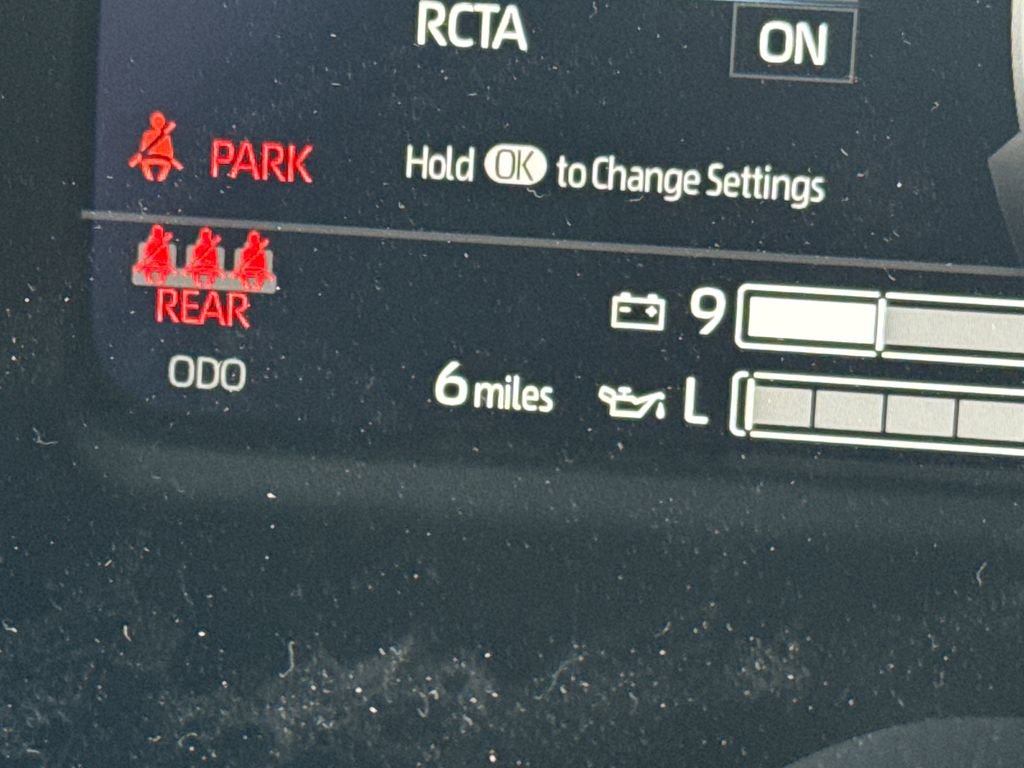 RCTA ON
PARK Hold OK to Change Settings
REAR
9
ODO 6 miles L